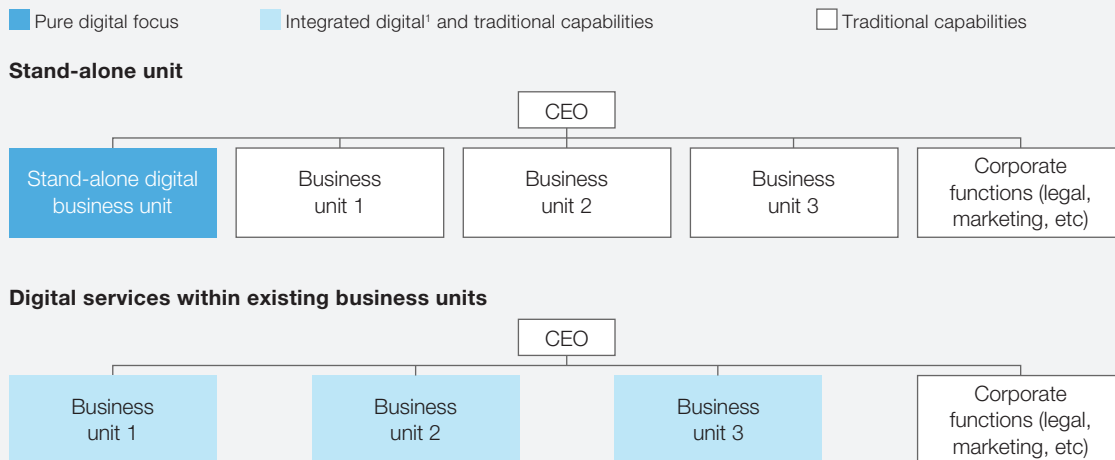 Pure digital focus
Integrated digital¹ and traditional capabilities
Traditional capabilities
Stand-alone unit
CEO
Stand-alone digital
business unit
Business
unit 1
Business
unit 2
Business
unit 3
Corporate
functions (legal,
marketing, etc)
Digital services within existing business units
CEO
Business
unit 1
Business
unit 2
Business
unit 3
Corporate
functions (legal,
marketing, etc)